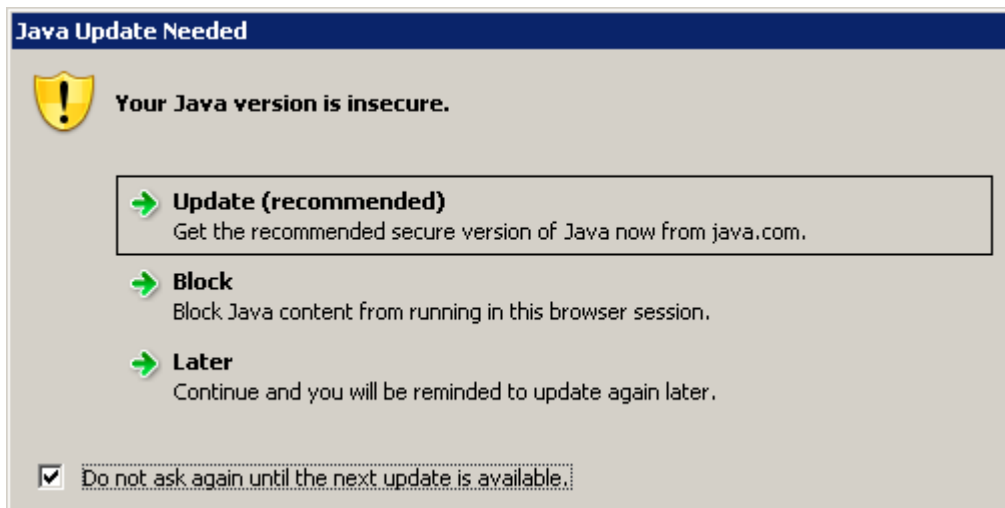 Java Update Needed
Your Java version is insecure.
Update (recommended)
Get the recommended secure version of Java now from java.com.
Block
Block Java content from running in this browser session.
Later
Continue and you will be reminded to update again later.
Do not ask again until the next update is available.